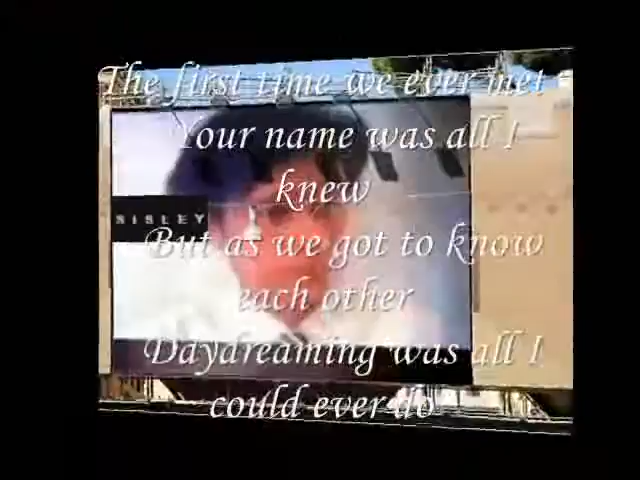 The first time we ever met
Your name was all I
knew
SISLEY
But as we got to know
each other
Daydreaming was all I
could ever do